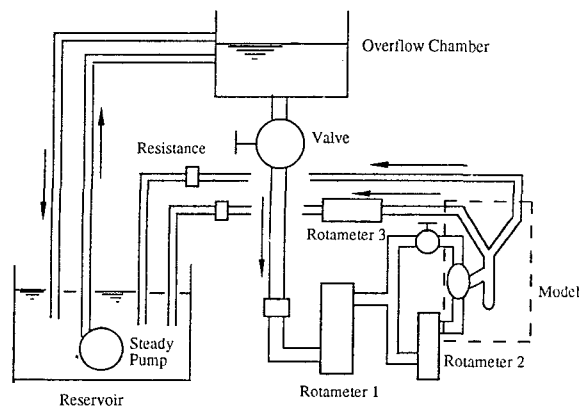 Overflow Chamber
Valve
Resistance
Rotameter 3
Model
Steady
Pump
Rotameter 2
Rotameter 1
Reservoir